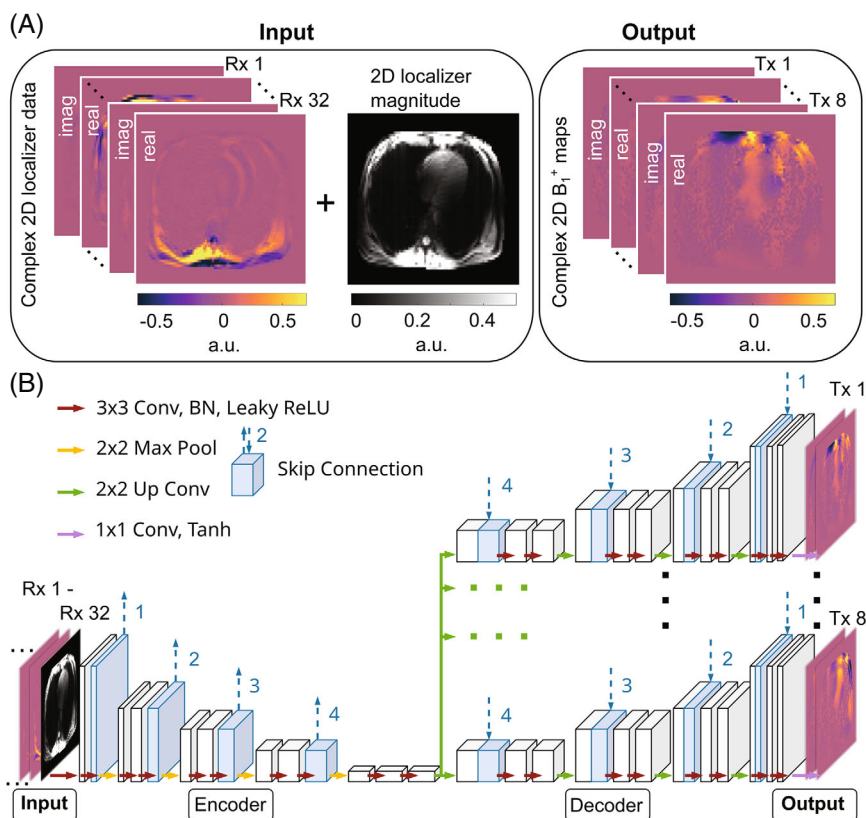 (A)
Input
Output
Complex 2D localizer data
imag
real
Rx 1
imag
real
Rx 32
-0.5 0 0.5
a.u.
+
2D localizer
magnitude
0 0.2 0.4
a.u.
Complex 2D B₁⁺ maps
imag
real
Tx 1
imag
real
Tx 8
-0.5 0 0.5
a.u.
(B)
3x3 Conv, BN, Leaky ReLU
2x2 Max Pool
2x2 Up Conv
1x1 Conv, Tanh
2
Skip Connection
Rx 1 -
Rx 32
1
2
3
4
4
3
2
1
Tx 1
4
3
2
1
Tx 8
Input
Encoder
Decoder
Output